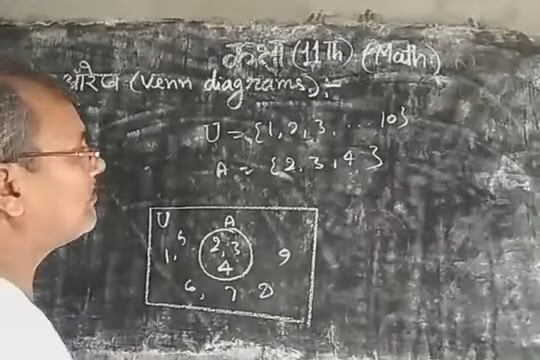 कक्षा (11Th) (Math)
आरेख (Venn diagrams) :-
U = {1, 2, 3, ... 10}
A = {2, 3, 4}
U A
5
1, 2, 3 9
4
6, 7 8